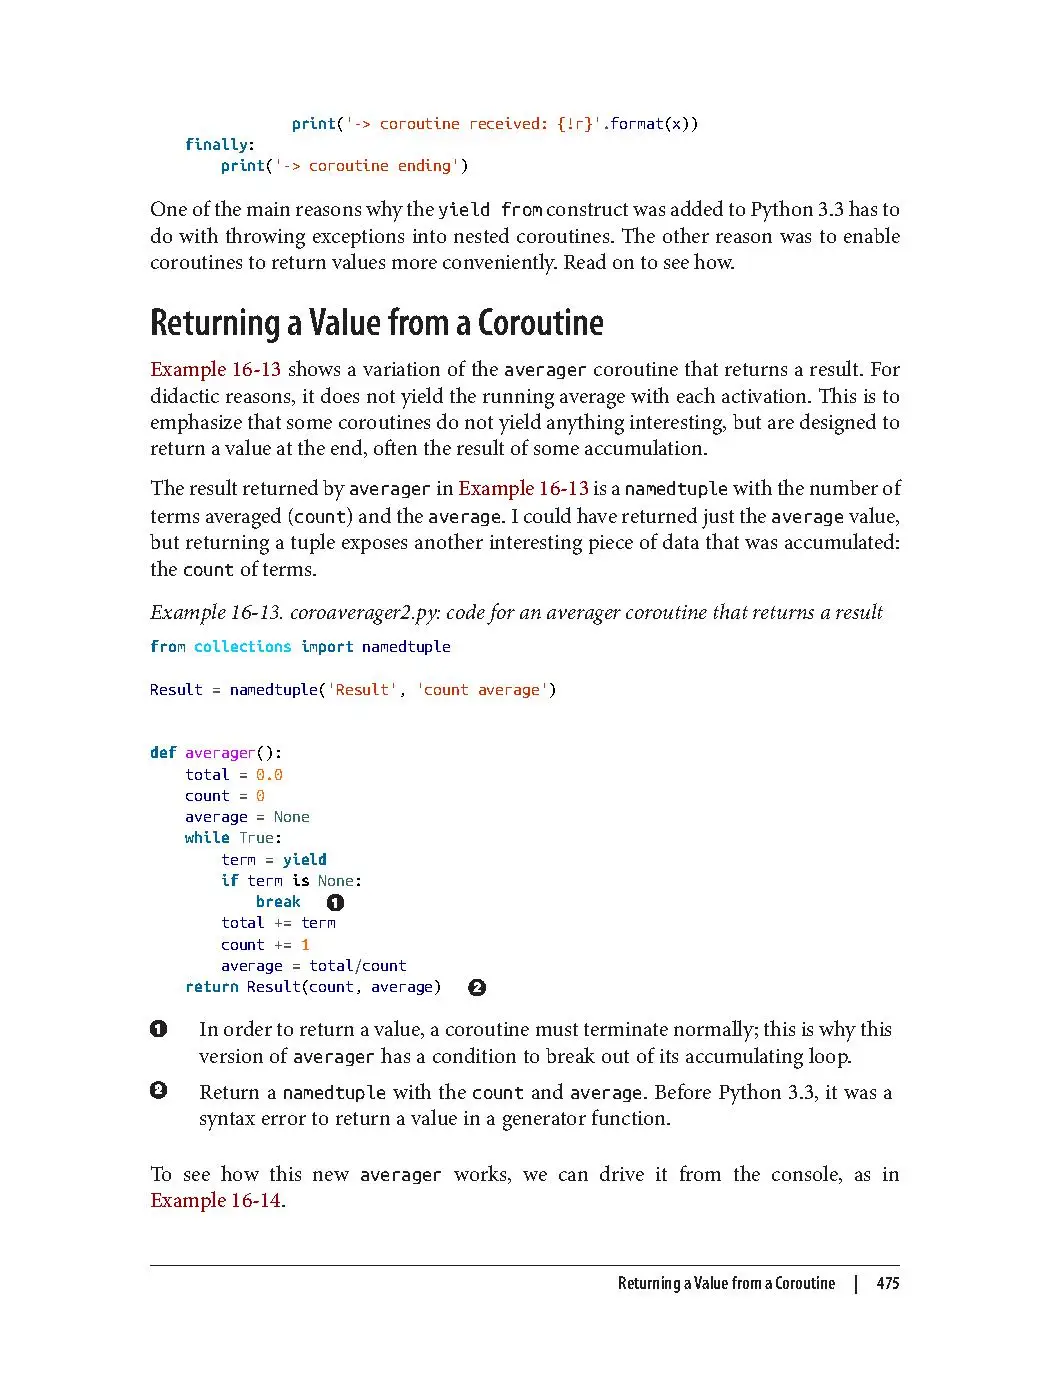 print('-> coroutine received: {!r}'.format(x))
finally:
print('-> coroutine ending')
One of the main reasons why the yield from construct was added to Python 3.3 has to
do with throwing exceptions into nested coroutines. The other reason was to enable
coroutines to return values more conveniently. Read on to see how.
Returning a Value from a Coroutine
Example 16-13 shows a variation of the averager coroutine that returns a result. For
didactic reasons, it does not yield the running average with each activation. This is to
emphasize that some coroutines do not yield anything interesting, but are designed to
return a value at the end, often the result of some accumulation.
The result returned by averager in Example 16-13 is a namedtuple with the number of
terms averaged (count) and the average. I could have returned just the average value,
but returning a tuple exposes another interesting piece of data that was accumulated:
the count of terms.
Example 16-13. coroaverager2.py: code for an averager coroutine that returns a result
from collections import namedtuple
Result = namedtuple('Result', 'count average')
def averager():
total = 0.0
count = 0
average = None
while True:
term = yield
if term is None:
break ❶
total += term
count += 1
average = total/count
return Result(count, average) ❷
❶ In order to return a value, a coroutine must terminate normally; this is why this
version of averager has a condition to break out of its accumulating loop.
❷ Return a namedtuple with the count and average. Before Python 3.3, it was a
syntax error to return a value in a generator function.
To see how this new averager works, we can drive it from the console, as in
Example 16-14.
Returning a Value from a Coroutine | 475